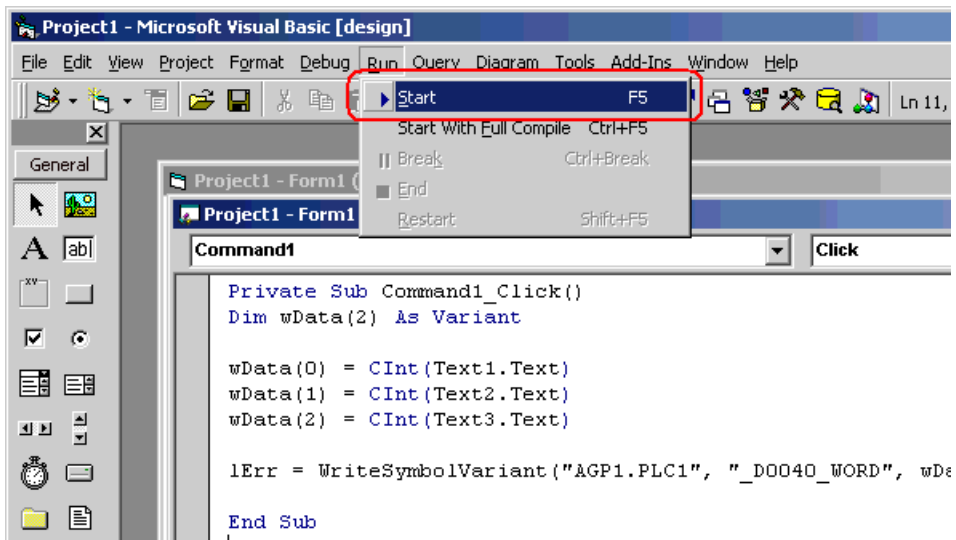 Project1 - Microsoft Visual Basic [design]
File Edit View Project Format Debug Run Query Diagram Tools Add-Ins Window Help
Start F5
Ln 11,
Start With Full Compile Ctrl+F5
General
Break Ctrl+Break
Project1 - Form1 (
End
Project1 - Form1
Restart Shift+F5
A ab|
Command1 Click
XY
Private Sub Command1_Click()
Dim wData(2) As Variant
wData(0) = CInt(Text1.Text)
wData(1) = CInt(Text2.Text)
wData(2) = CInt(Text3.Text)
lErr = WriteSymbolVariant("AGP1.PLC1", "_D0040_WORD", wDa
End Sub